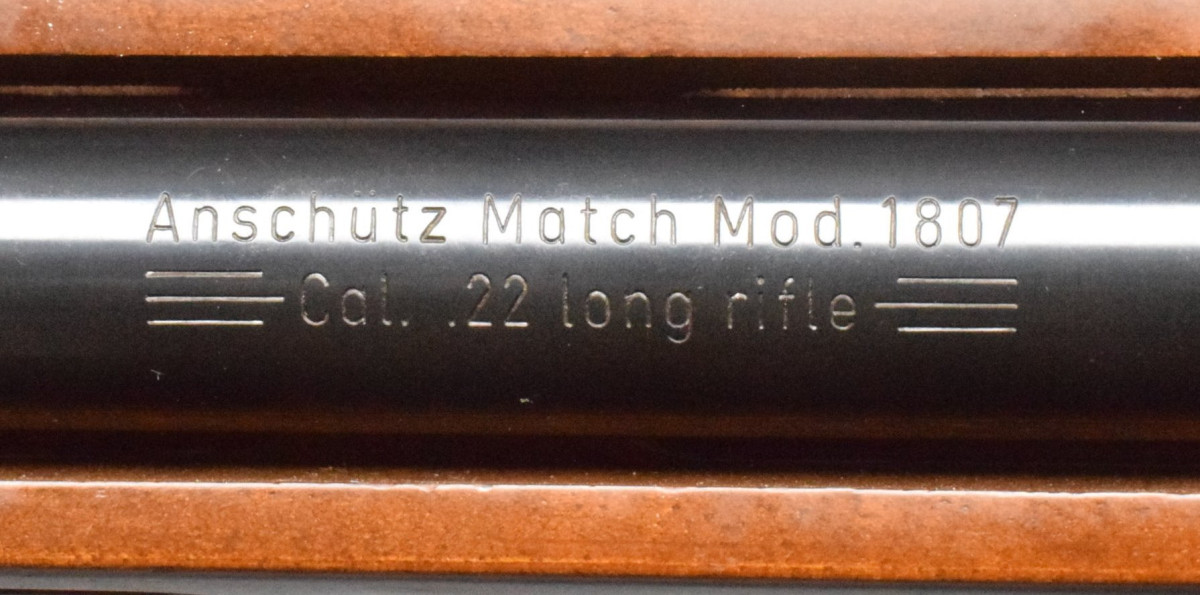 Anschütz Match Mod. 1807
Cal. .22 long rifle